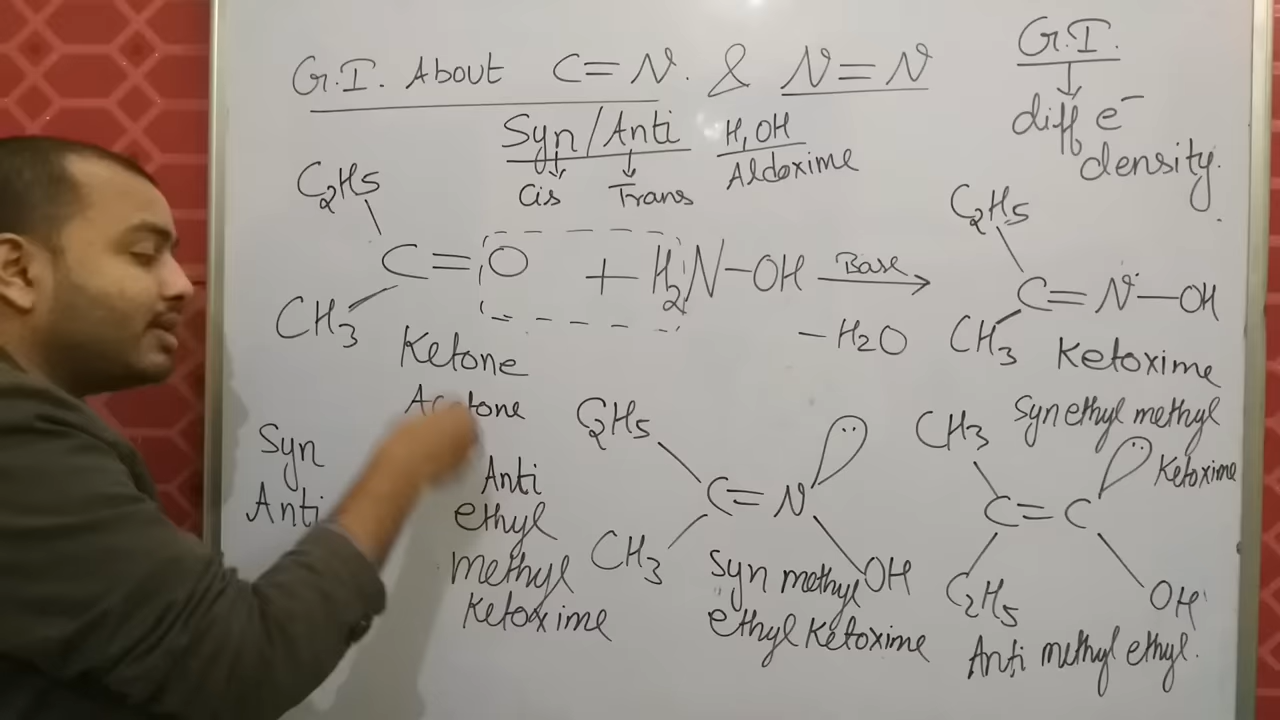 G.I. About C=N. & N=N
G.I.
diff e⁻
density.
Syn/Anti
Cis Trans
H, OH
Aldoxime
C2H5
C=O + H2N-OH Base
-H2O
CH3
Ketone
C2H5
C=N-OH
CH3
Ketoxime
Syn
Anti
Anti
ethyl
methyl
Ketoxime
C2H5
C=N
CH3
OH
Syn methyl
ethyl Ketoxime
Syn ethyl methyl
Ketoxime
CH3
C=C
C2H5
OH
Anti methyl ethyl.